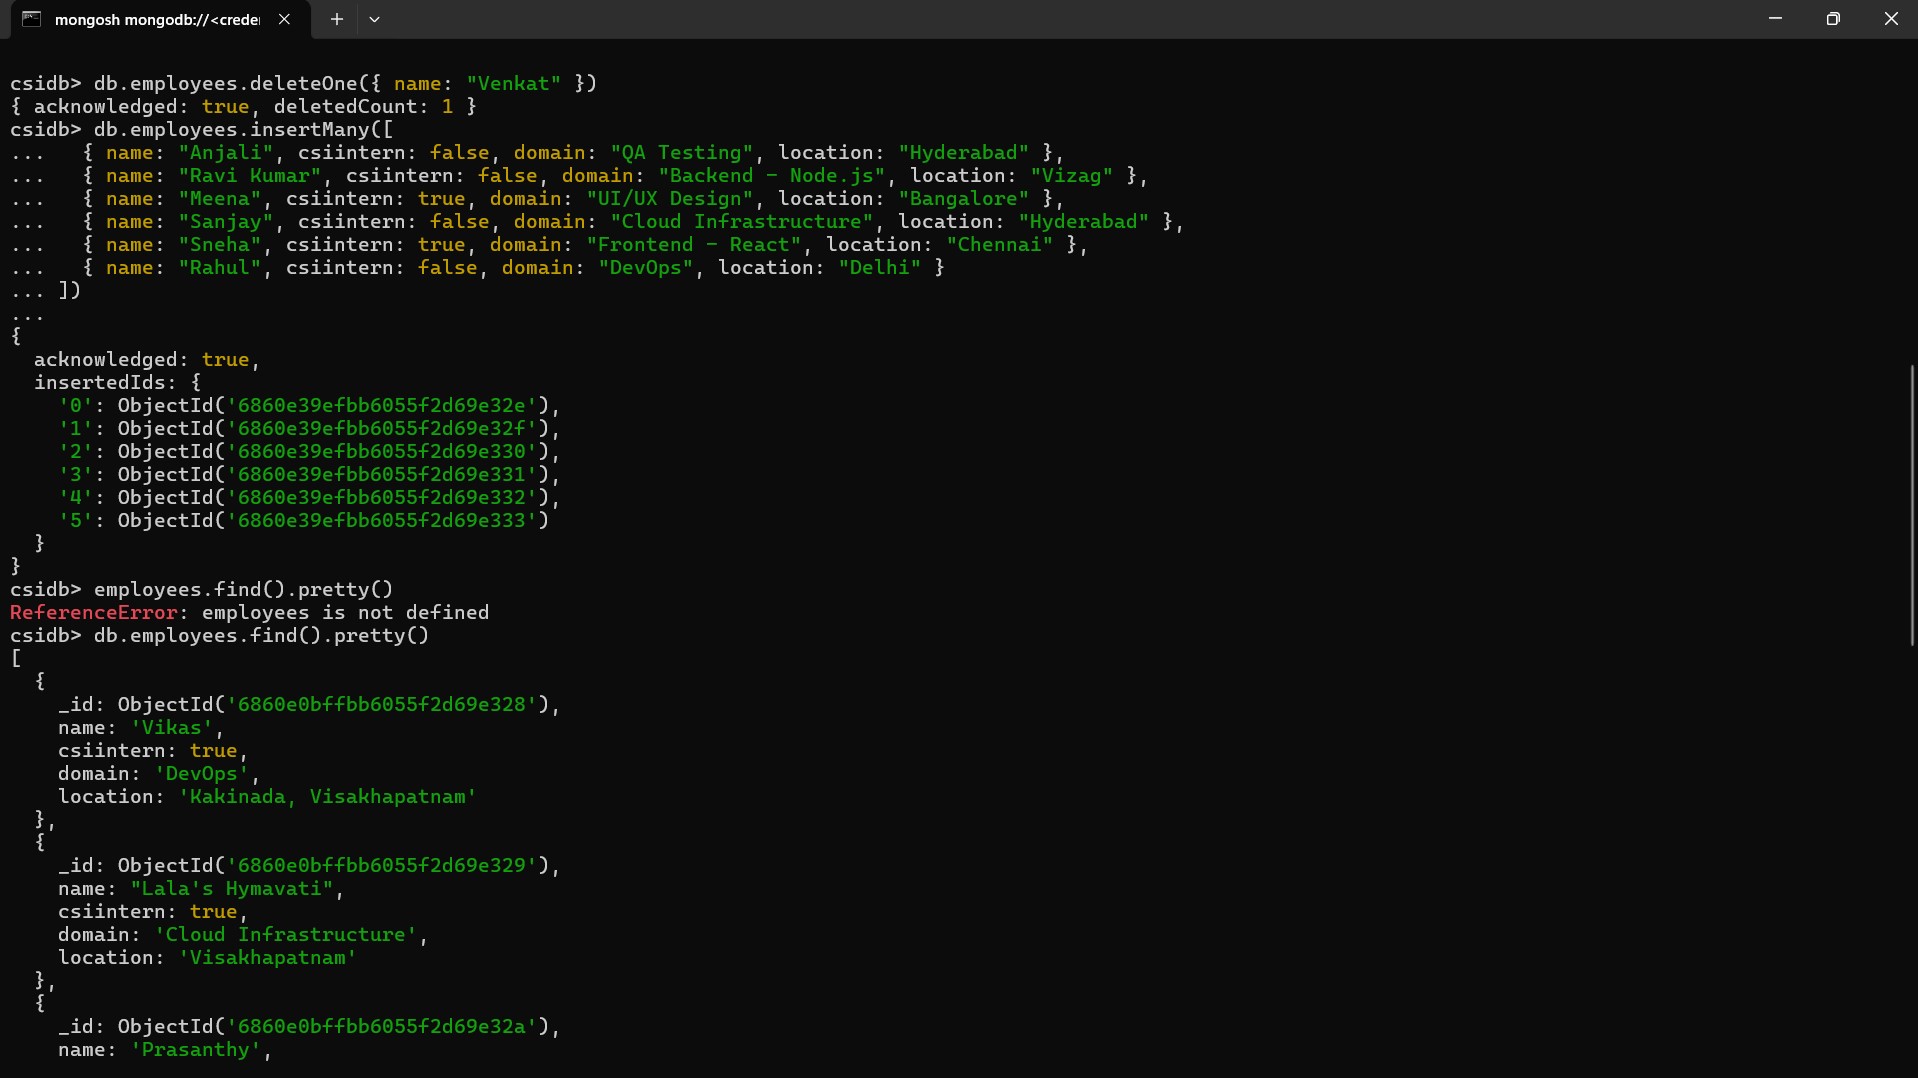 mongosh mongodb://<creder
csidb> db.employees.deleteOne({ name: "Venkat" })
{ acknowledged: true, deletedCount: 1 }
csidb> db.employees.insertMany([
...   { name: "Anjali", csiintern: false, domain: "QA Testing", location: "Hyderabad" },
...   { name: "Ravi Kumar", csiintern: false, domain: "Backend - Node.js", location: "Vizag" },
...   { name: "Meena", csiintern: true, domain: "UI/UX Design", location: "Bangalore" },
...   { name: "Sanjay", csiintern: false, domain: "Cloud Infrastructure", location: "Hyderabad" },
...   { name: "Sneha", csiintern: true, domain: "Frontend - React", location: "Chennai" },
...   { name: "Rahul", csiintern: false, domain: "DevOps", location: "Delhi" }
... ])
...
{
  acknowledged: true,
  insertedIds: {
    '0': ObjectId('6860e39efbb6055f2d69e32e'),
    '1': ObjectId('6860e39efbb6055f2d69e32f'),
    '2': ObjectId('6860e39efbb6055f2d69e330'),
    '3': ObjectId('6860e39efbb6055f2d69e331'),
    '4': ObjectId('6860e39efbb6055f2d69e332'),
    '5': ObjectId('6860e39efbb6055f2d69e333')
  }
}
csidb> employees.find().pretty()
ReferenceError: employees is not defined
csidb> db.employees.find().pretty()
[
  {
    _id: ObjectId('6860e0bffbb6055f2d69e328'),
    name: 'Vikas',
    csiintern: true,
    domain: 'DevOps',
    location: 'Kakinada, Visakhapatnam'
  },
  {
    _id: ObjectId('6860e0bffbb6055f2d69e329'),
    name: "Lala's Hymavati",
    csiintern: true,
    domain: 'Cloud Infrastructure',
    location: 'Visakhapatnam'
  },
  {
    _id: ObjectId('6860e0bffbb6055f2d69e32a'),
    name: 'Prasanthy',